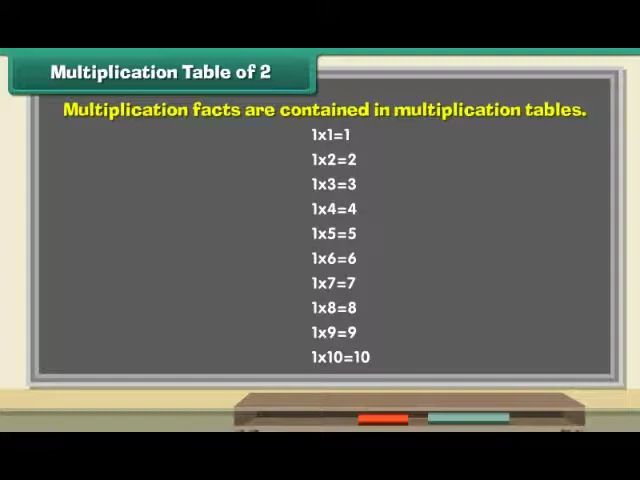 Multiplication Table of 2
Multiplication facts are contained in multiplication tables.
1x1=1
1x2=2
1x3=3
1x4=4
1x5=5
1x6=6
1x7=7
1x8=8
1x9=9
1x10=10